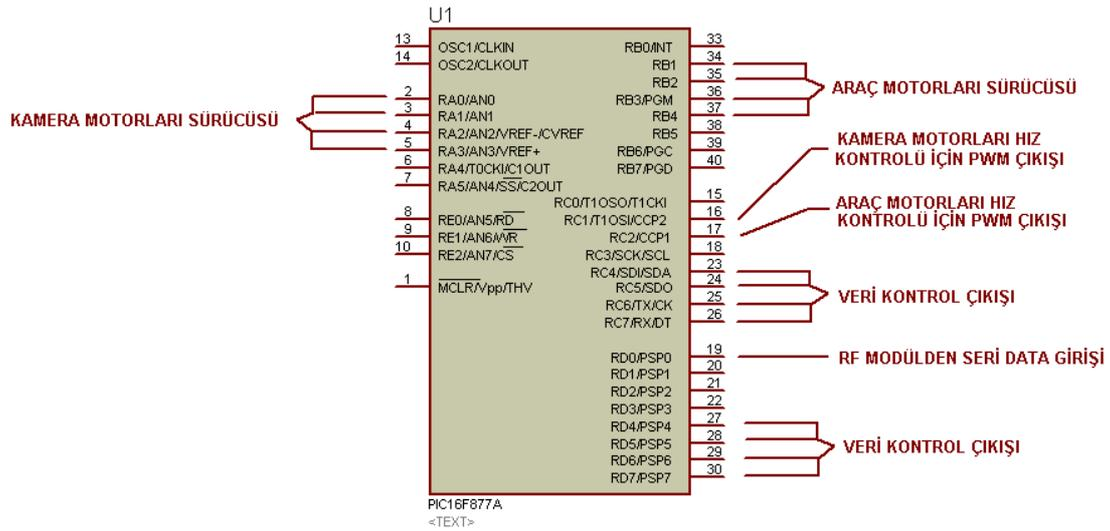 U1
13
OSC1/CLKIN
14
OSC2/CLKOUT
2
RA0/AN0
3
RA1/AN1
4
RA2/AN2/VREF-/CVREF
5
RA3/AN3/VREF+
6
RA4/T0CKI/C1OUT
7
RA5/AN4/SS/C2OUT
8
RE0/AN5/RD
9
RE1/AN6/WR
10
RE2/AN7/CS
1
MCLR/Vpp/THV
KAMERA MOTORLARI SÜRÜCÜSÜ
RB0/INT
33
RB1
34
RB2
35
RB3/PGM
36
RB4
37
RB5
38
RB6/PGC
39
RB7/PGD
40
RC0/T1OSO/T1CKI
15
RC1/T1OSI/CCP2
16
RC2/CCP1
17
RC3/SCK/SCL
18
RC4/SDI/SDA
23
RC5/SDO
24
RC6/TX/CK
25
RC7/RX/DT
26
RD0/PSP0
19
RD1/PSP1
20
RD2/PSP2
21
RD3/PSP3
22
RD4/PSP4
27
RD5/PSP5
28
RD6/PSP6
29
RD7/PSP7
30
ARAÇ MOTORLARI SÜRÜCÜSÜ
KAMERA MOTORLARI HIZ
KONTROLÜ İÇİN PWM ÇIKIŞI
ARAÇ MOTORLARI HIZ
KONTROLÜ İÇİN PWM ÇIKIŞI
VERİ KONTROL ÇIKIŞI
RF MODÜLDEN SERİ DATA GİRİŞİ
VERİ KONTROL ÇIKIŞI
PIC16F877A
<TEXT>